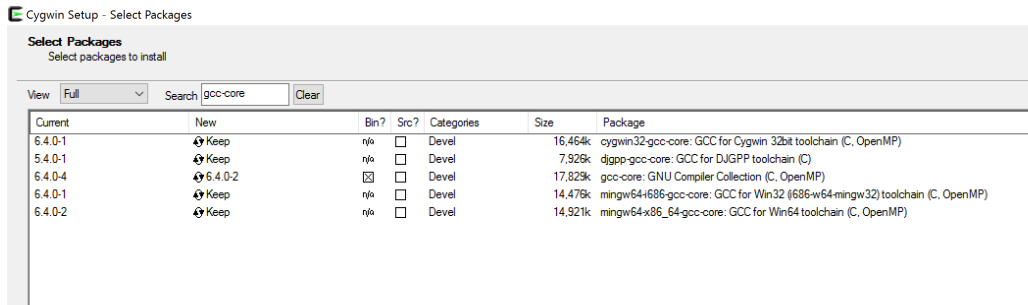 Cygwin Setup - Select Packages
Select Packages
Select packages to install
View Full Search gcc-core Clear
Current New Bin? Src? Categories Size Package
6.4.0-1 Keep n/a Devel 16,464k cygwin32-gcc-core: GCC for Cygwin 32bit toolchain (C, OpenMP)
5.4.0-1 Keep n/a Devel 7,926k djgpp-gcc-core: GCC for DJGPP toolchain (C)
6.4.0-4 6.4.0-2 Devel 17,829k gcc-core: GNU Compiler Collection (C, OpenMP)
6.4.0-1 Keep n/a Devel 14,476k mingw64-i686-gcc-core: GCC for Win32 (i686-w64-mingw32) toolchain (C, OpenMP)
6.4.0-2 Keep n/a Devel 14,921k mingw64-x86_64-gcc-core: GCC for Win64 toolchain (C, OpenMP)